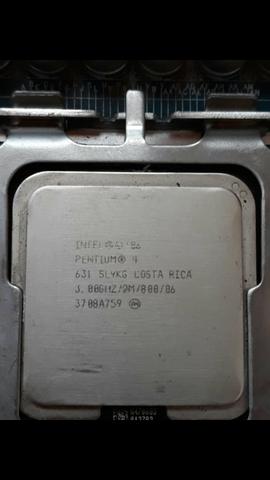 INTEL® ©'06
PENTIUM® 4
631 SL9KG COSTA RICA
3.00GHZ/2M/800/06
3708A759